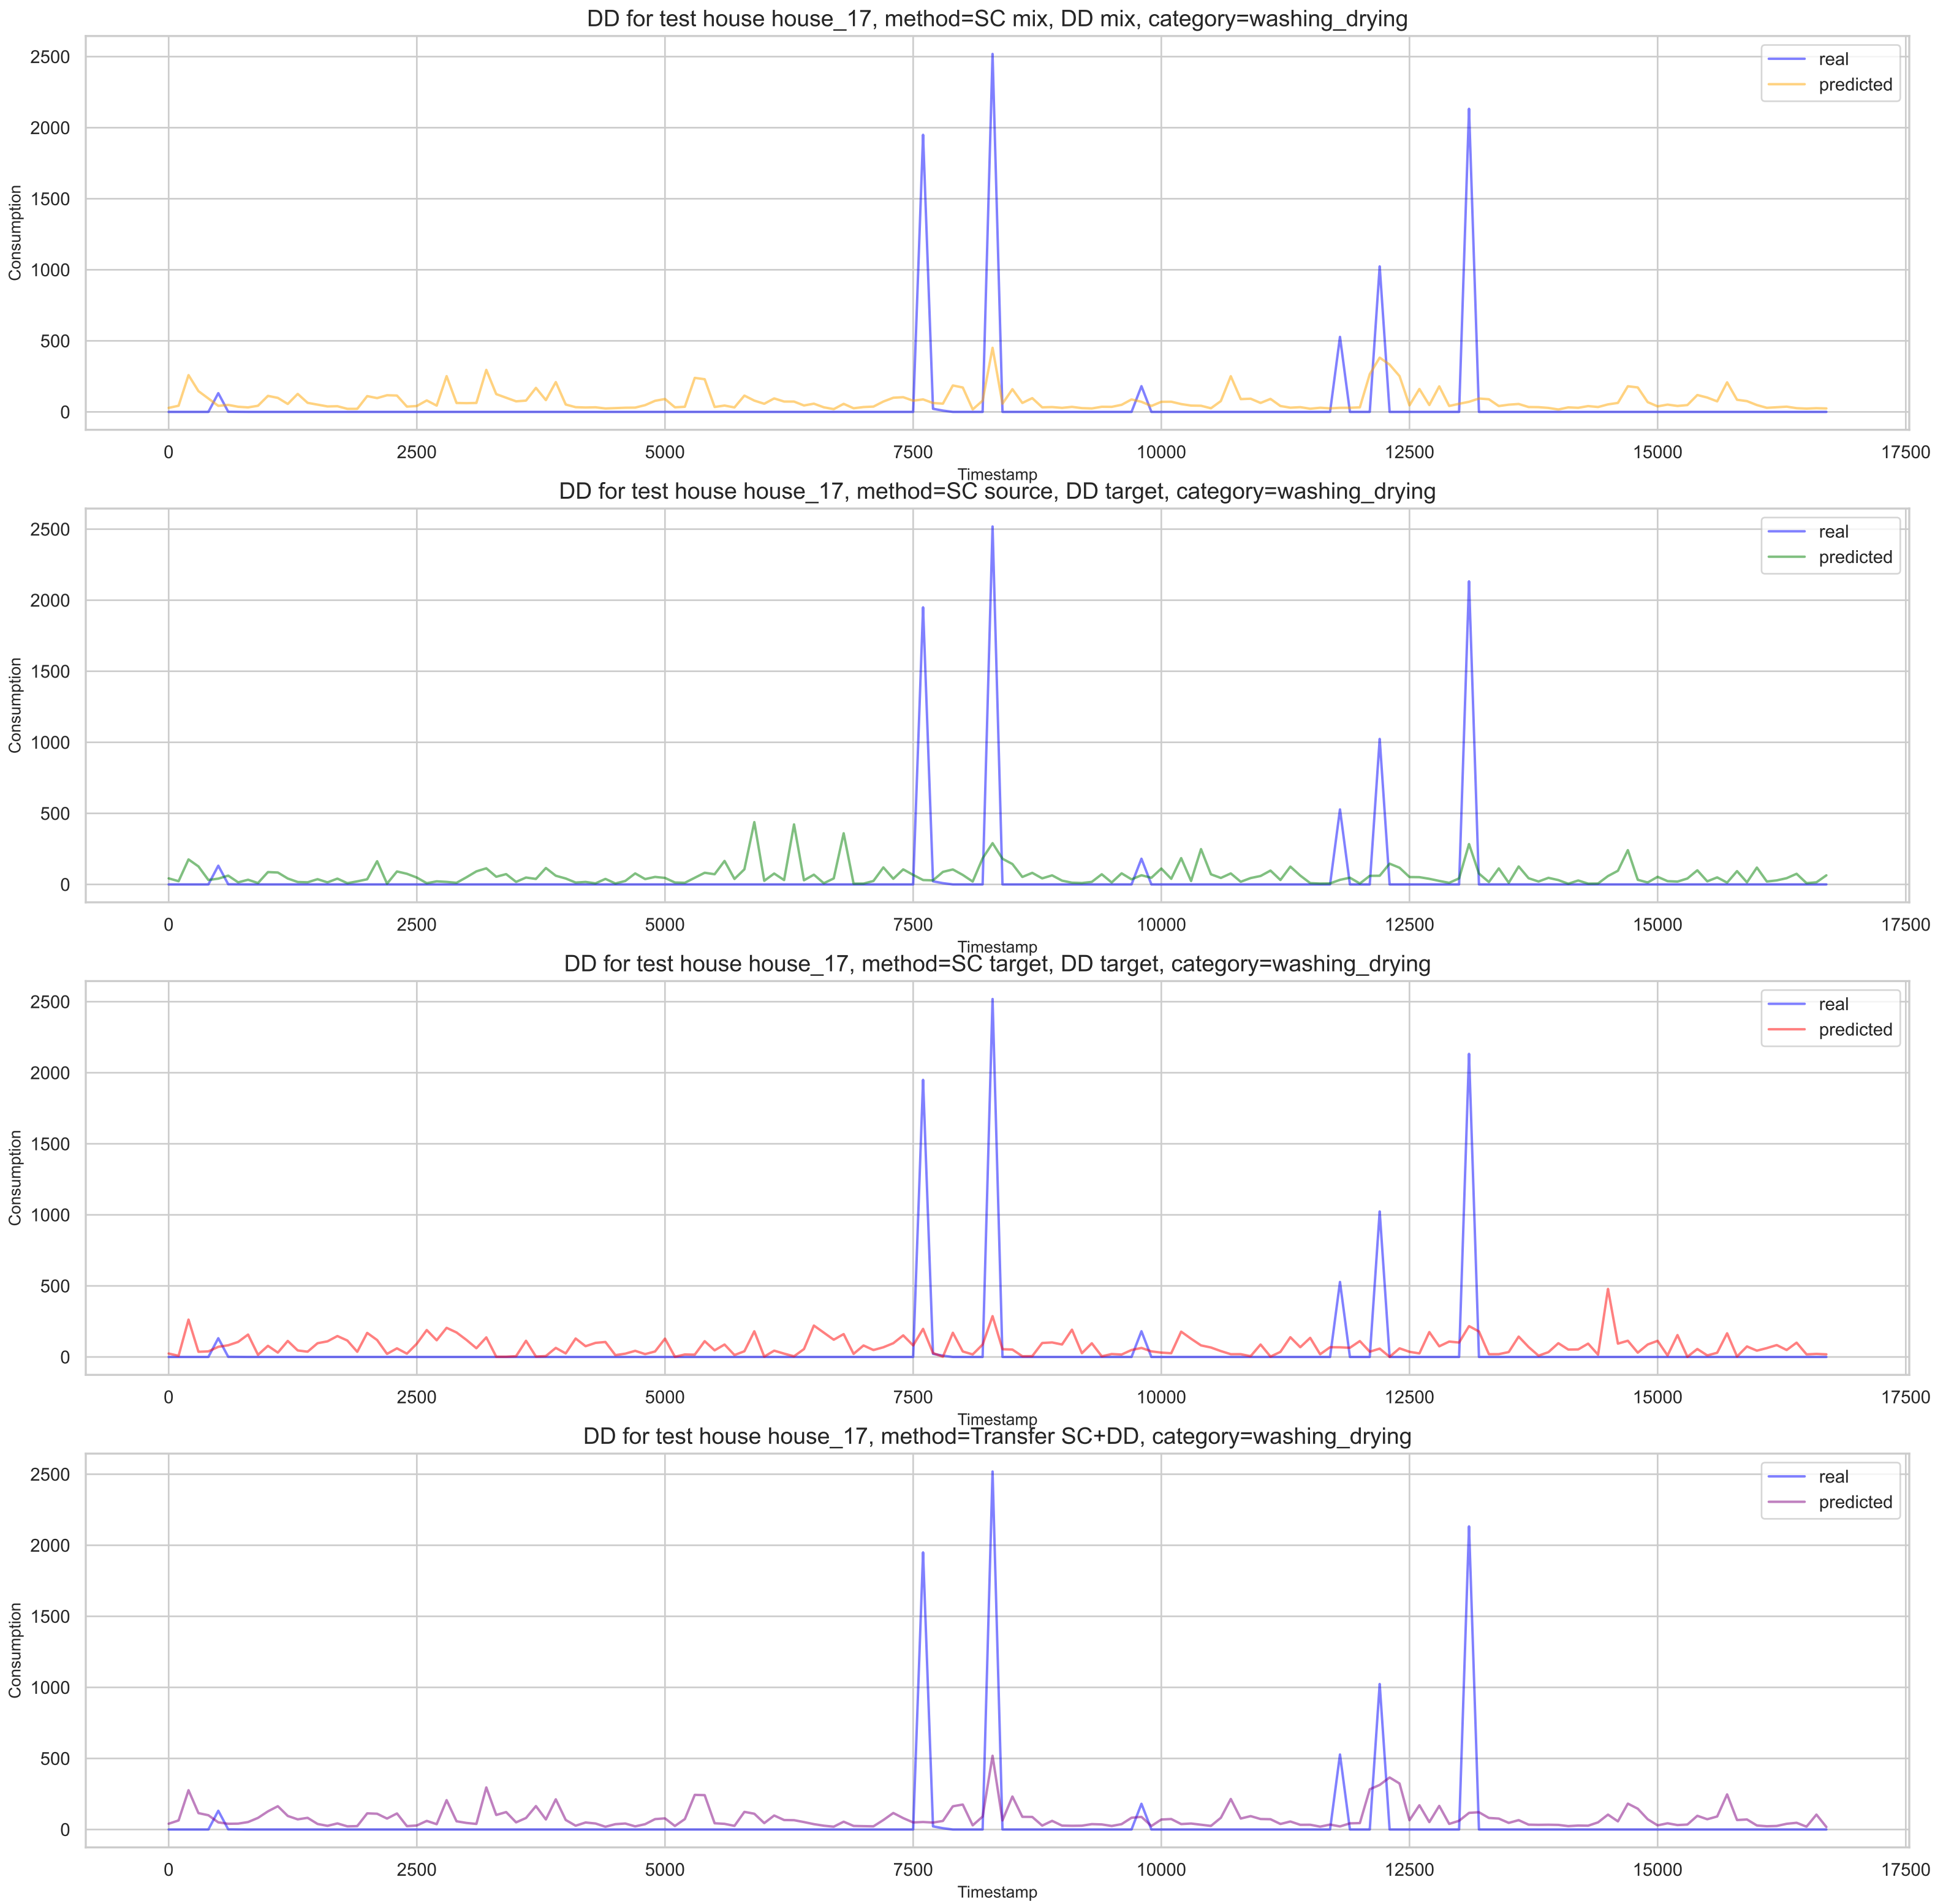 DD for test house house_17, method=SC mix, DD mix, category=washing_drying
real
predicted
Consumption
2500
2000
1500
1000
500
0
0 2500 5000 7500 10000 12500 15000 17500
Timestamp
DD for test house house_17, method=SC source, DD target, category=washing_drying
real
predicted
Consumption
2500
2000
1500
1000
500
0
0 2500 5000 7500 10000 12500 15000 17500
Timestamp
DD for test house house_17, method=SC target, DD target, category=washing_drying
real
predicted
Consumption
2500
2000
1500
1000
500
0
0 2500 5000 7500 10000 12500 15000 17500
Timestamp
DD for test house house_17, method=Transfer SC+DD, category=washing_drying
real
predicted
Consumption
2500
2000
1500
1000
500
0
0 2500 5000 7500 10000 12500 15000 17500
Timestamp